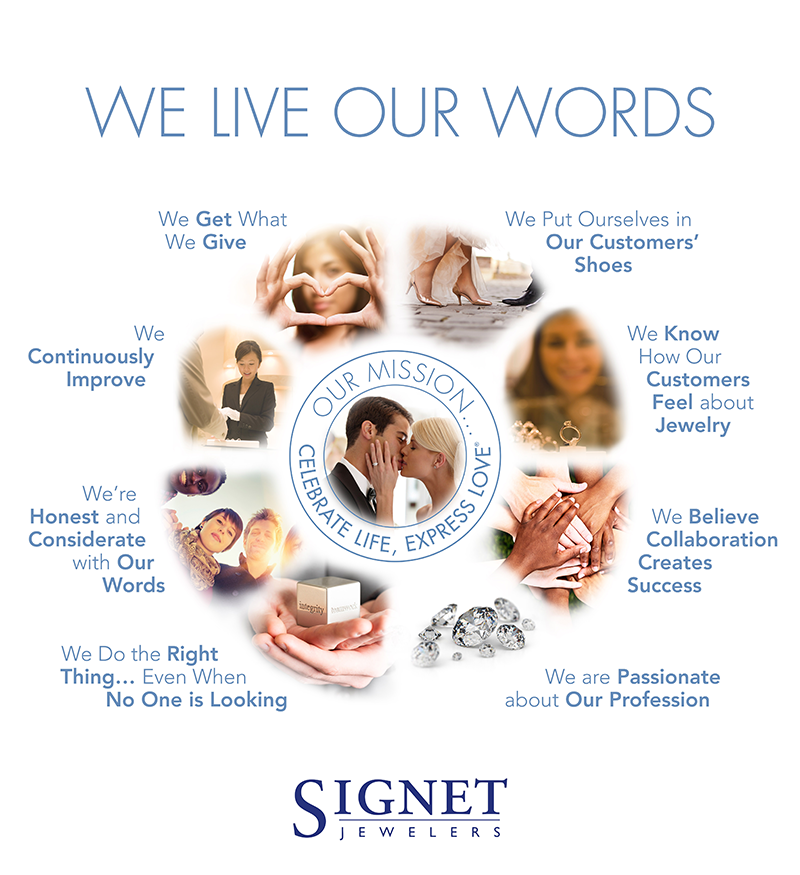 WE LIVE OUR WORDS
We Get What
We Give
We Put Ourselves in
Our Customers'
Shoes
We Know
How Our
Customers
Feel about
Jewelry
We Believe
Collaboration
Creates
Success
We are Passionate
about Our Profession
We Do the Right
Thing... Even When
No One is Looking
We're
Honest and
Considerate
with Our
Words
We
Continuously
Improve
OUR MISSION...
CELEBRATE LIFE, EXPRESS LOVE®
integrity
SIGNET
JEWELERS